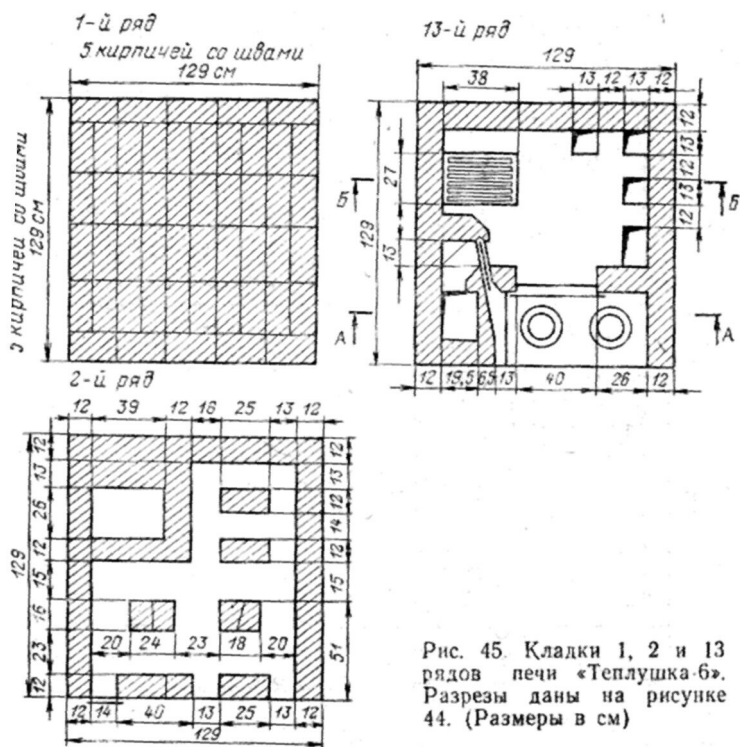 1-й ряд
5 кирпичей со швами
129 см
5 кирпичей со швами
129 см
13-й ряд
129
38 13 12 13 12
12
13
12
13
12
27
13
129
Б Б
А А
12 19,5 6,5 13 40 26 12
2-й ряд
12 39 12 16 25 13 12
12
13
26
12
15
16
23
12
129
12
13
12
14
12
15
51
20 24 23 18 20
12 14 40 13 25 13 12
129
Рис. 45. Кладки 1, 2 и 13
рядов печи «Теплушка-6».
Разрезы даны на рисунке
44. (Размеры в см)